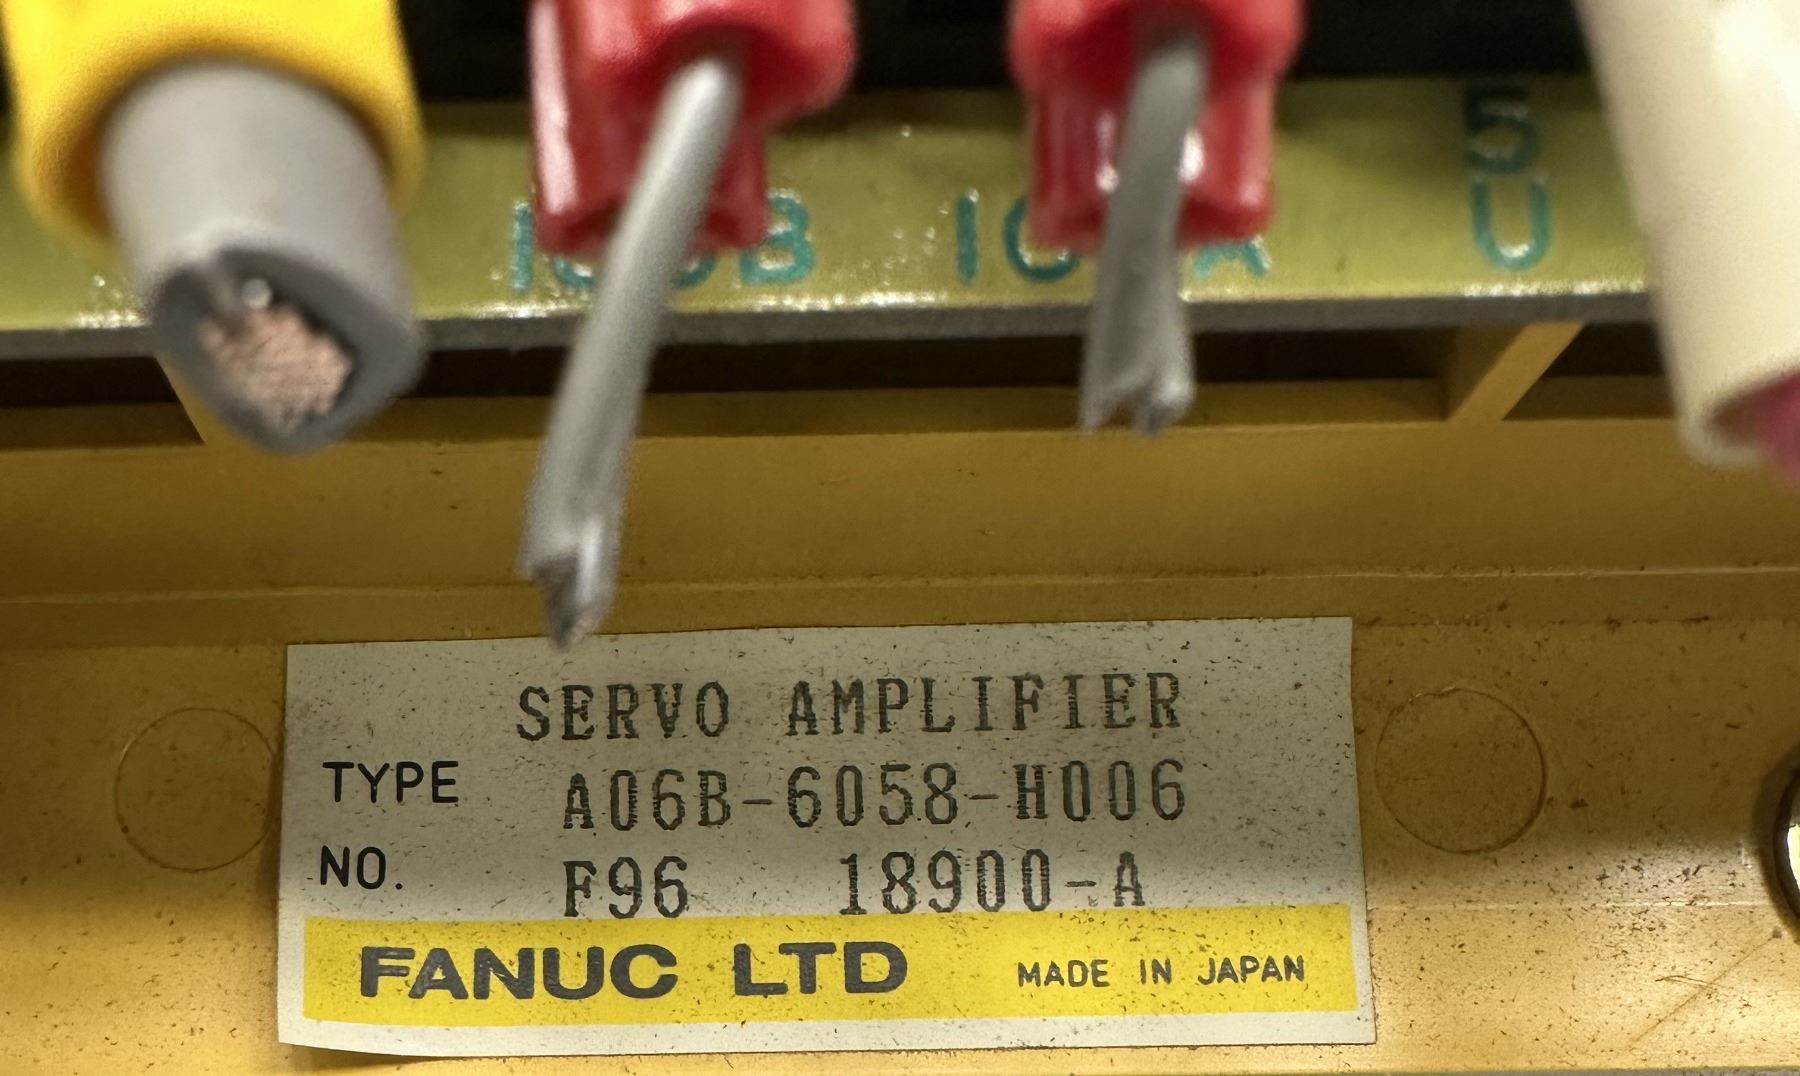 5
U
SERVO AMPLIFIER
TYPE A06B-6058-H006
NO. F96 18900-A
FANUC LTD MADE IN JAPAN